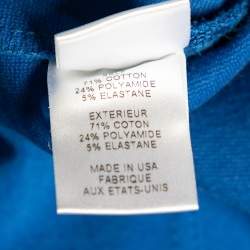 71% COTTON
24% POLYAMIDE
5% ELASTANE
EXTERIEUR
71% COTON
24% POLYAMIDE
5% ELASTANE
MADE IN USA
FABRIQUE
AUX ETATS-UNIS